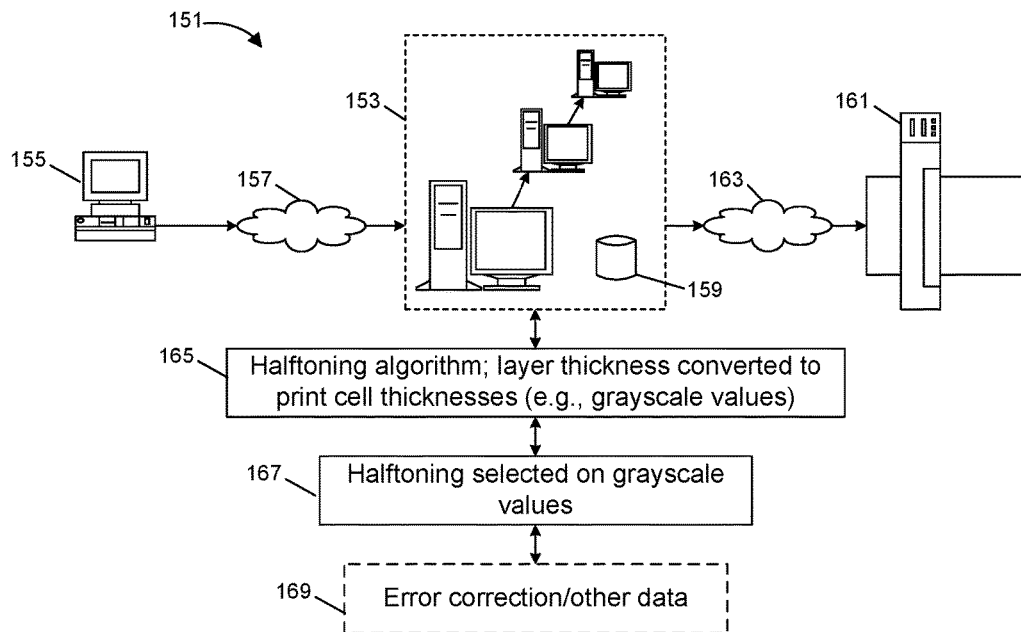 151
153
161
155
157
163
159
165
Halftoning algorithm; layer thickness converted to
print cell thicknesses (e.g., grayscale values)
167
Halftoning selected on grayscale
values
169
Error correction/other data